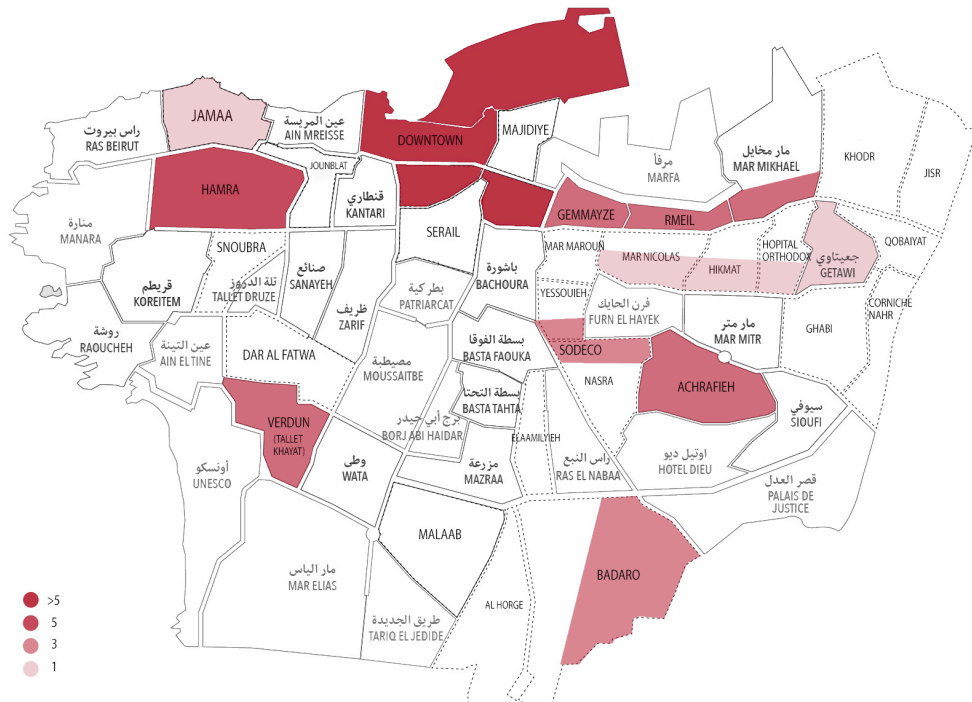 راس بيروت
RAS BEIRUT
JAMAA
عين المريسة
AIN MREISSE
DOWNTOWN
MAJIDIYE
مرفأ
MARFA
مار مخايل
MAR MIKHAEL
KHODR
JISR
منارة
MANARA
HAMRA
JOUNBLAT
قنطاري
KANTARI
SERAIL
GEMMAYZE
RMEIL
SNOUBRA
صنائع
SANAYEH
باشورة
BACHOURA
MAR MAROUN
MAR NICOLAS
HIKMAT
HOPITAL
ORTHODOX
جعيتاوي
GETAWI
QOBAIYAT
قريطم
KOREITEM
تلة الدروز
TALLET DRUZE
ظريف
ZARIF
بطركية
PATRIARCAT
YESSOUIEH
فرن الحايك
FURN EL HAYEK
مار متر
MAR MITR
GHABI
CORNICHE
NAHR
روشة
RAOUCHEH
عين التينة
AIN EL TINE
DAR AL FATWA
مصيطبة
MOUSSAITBE
بسطة الفوقا
BASTA FAOUKA
SODECO
NASRA
ACHRAFIEH
بسطة التحتا
BASTA TAHTA
سيوفي
SIOUFI
VERDUN
(TALLET
KHAYAT)
برج أبي حيدر
BORJ ABI HAIDAR
ELAAMILYIEH
أونسكو
UNESCO
وطى
WATA
مزرعة
MAZRAA
راس النبع
RAS EL NABAA
اوتيل ديو
HOTEL DIEU
قصر العدل
PALAIS DE
JUSTICE
MALAAB
مار الياس
MAR ELIAS
BADARO
AL HORGE
طريق الجديدة
TARIQ EL JEDIDE
>5
5
3
1